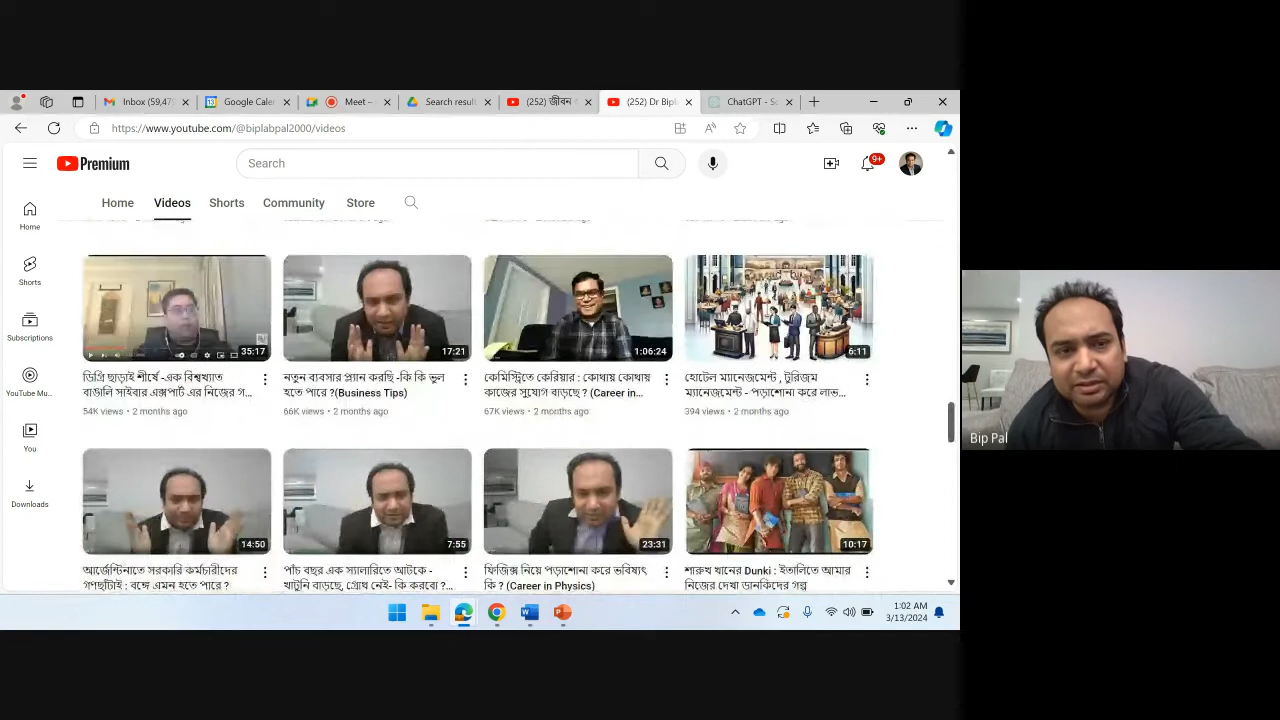 Inbox (59,479
Google Caler
Meet –
Search result
(252) জীবন
(252) Dr Bipl
ChatGPT - Sc
https://www.youtube.com/@biplabpal2000/videos
Premium
Search
9+
Home
Videos
Shorts
Community
Store
Home
Shorts
Subscriptions
YouTube Mu...
You
Downloads
35:17
17:21
1:06:24
6:11
ডিগ্রি ছাড়াই শীর্ষে -এক বিশ্বখ্যাত
বাঙালি সাইবার এক্সপার্ট এর নিজের গ...
54K views • 2 months ago
নতুন ব্যবসার প্ল্যান করছি -কি কি ভুল
হতে পারে ?(Business Tips)
66K views • 2 months ago
কেমিস্ট্রিতে কেরিয়ার : কোথায় কোথায়
কাজের সুযোগ বাড়ছে ? (Career in...
67K views • 2 months ago
হোটেল ম্যানেজমেন্ট , টুরিজম
ম্যানেজমেন্ট - পড়াশোনা করে লাভ...
394 views • 2 months ago
Bip Pal
14:50
7:55
23:31
10:17
আর্জেন্টিনাতে সরকারি কর্মচারীদের
গণছাঁটাই : বঙ্গে এমন হতে পারে ?
পাঁচ বছর এক স্যালারিতে আটকে -
খাটুনি বাড়ছে, গ্রোথ নেই- কি করবো ?...
ফিজিক্স নিয়ে পড়াশোনা করে ভবিষ্যৎ
কি ? (Career in Physics)
শারুখ খানের Dunki : ইতালিতে আমার
নিজের দেখা ডানকিদের গল্প
1:02 AM
3/13/2024